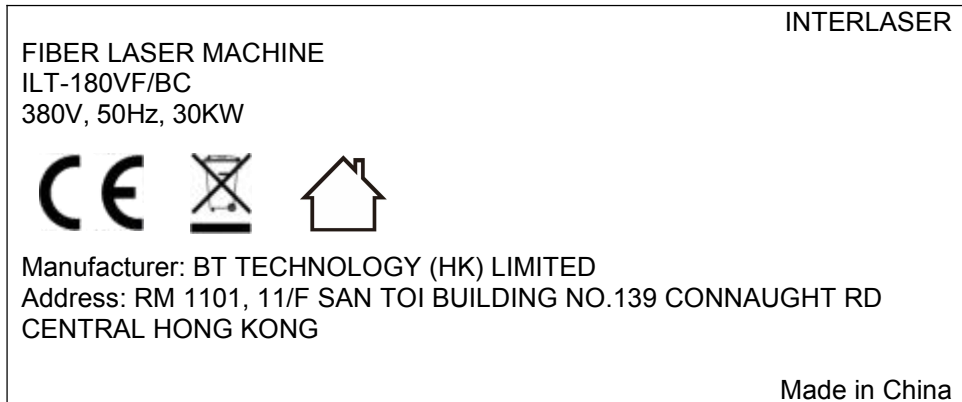 INTERLASER
FIBER LASER MACHINE
ILT-180VF/BC
380V, 50Hz, 30KW
CE
Manufacturer: BT TECHNOLOGY (HK) LIMITED
Address: RM 1101, 11/F SAN TOI BUILDING NO.139 CONNAUGHT RD
CENTRAL HONG KONG
Made in China